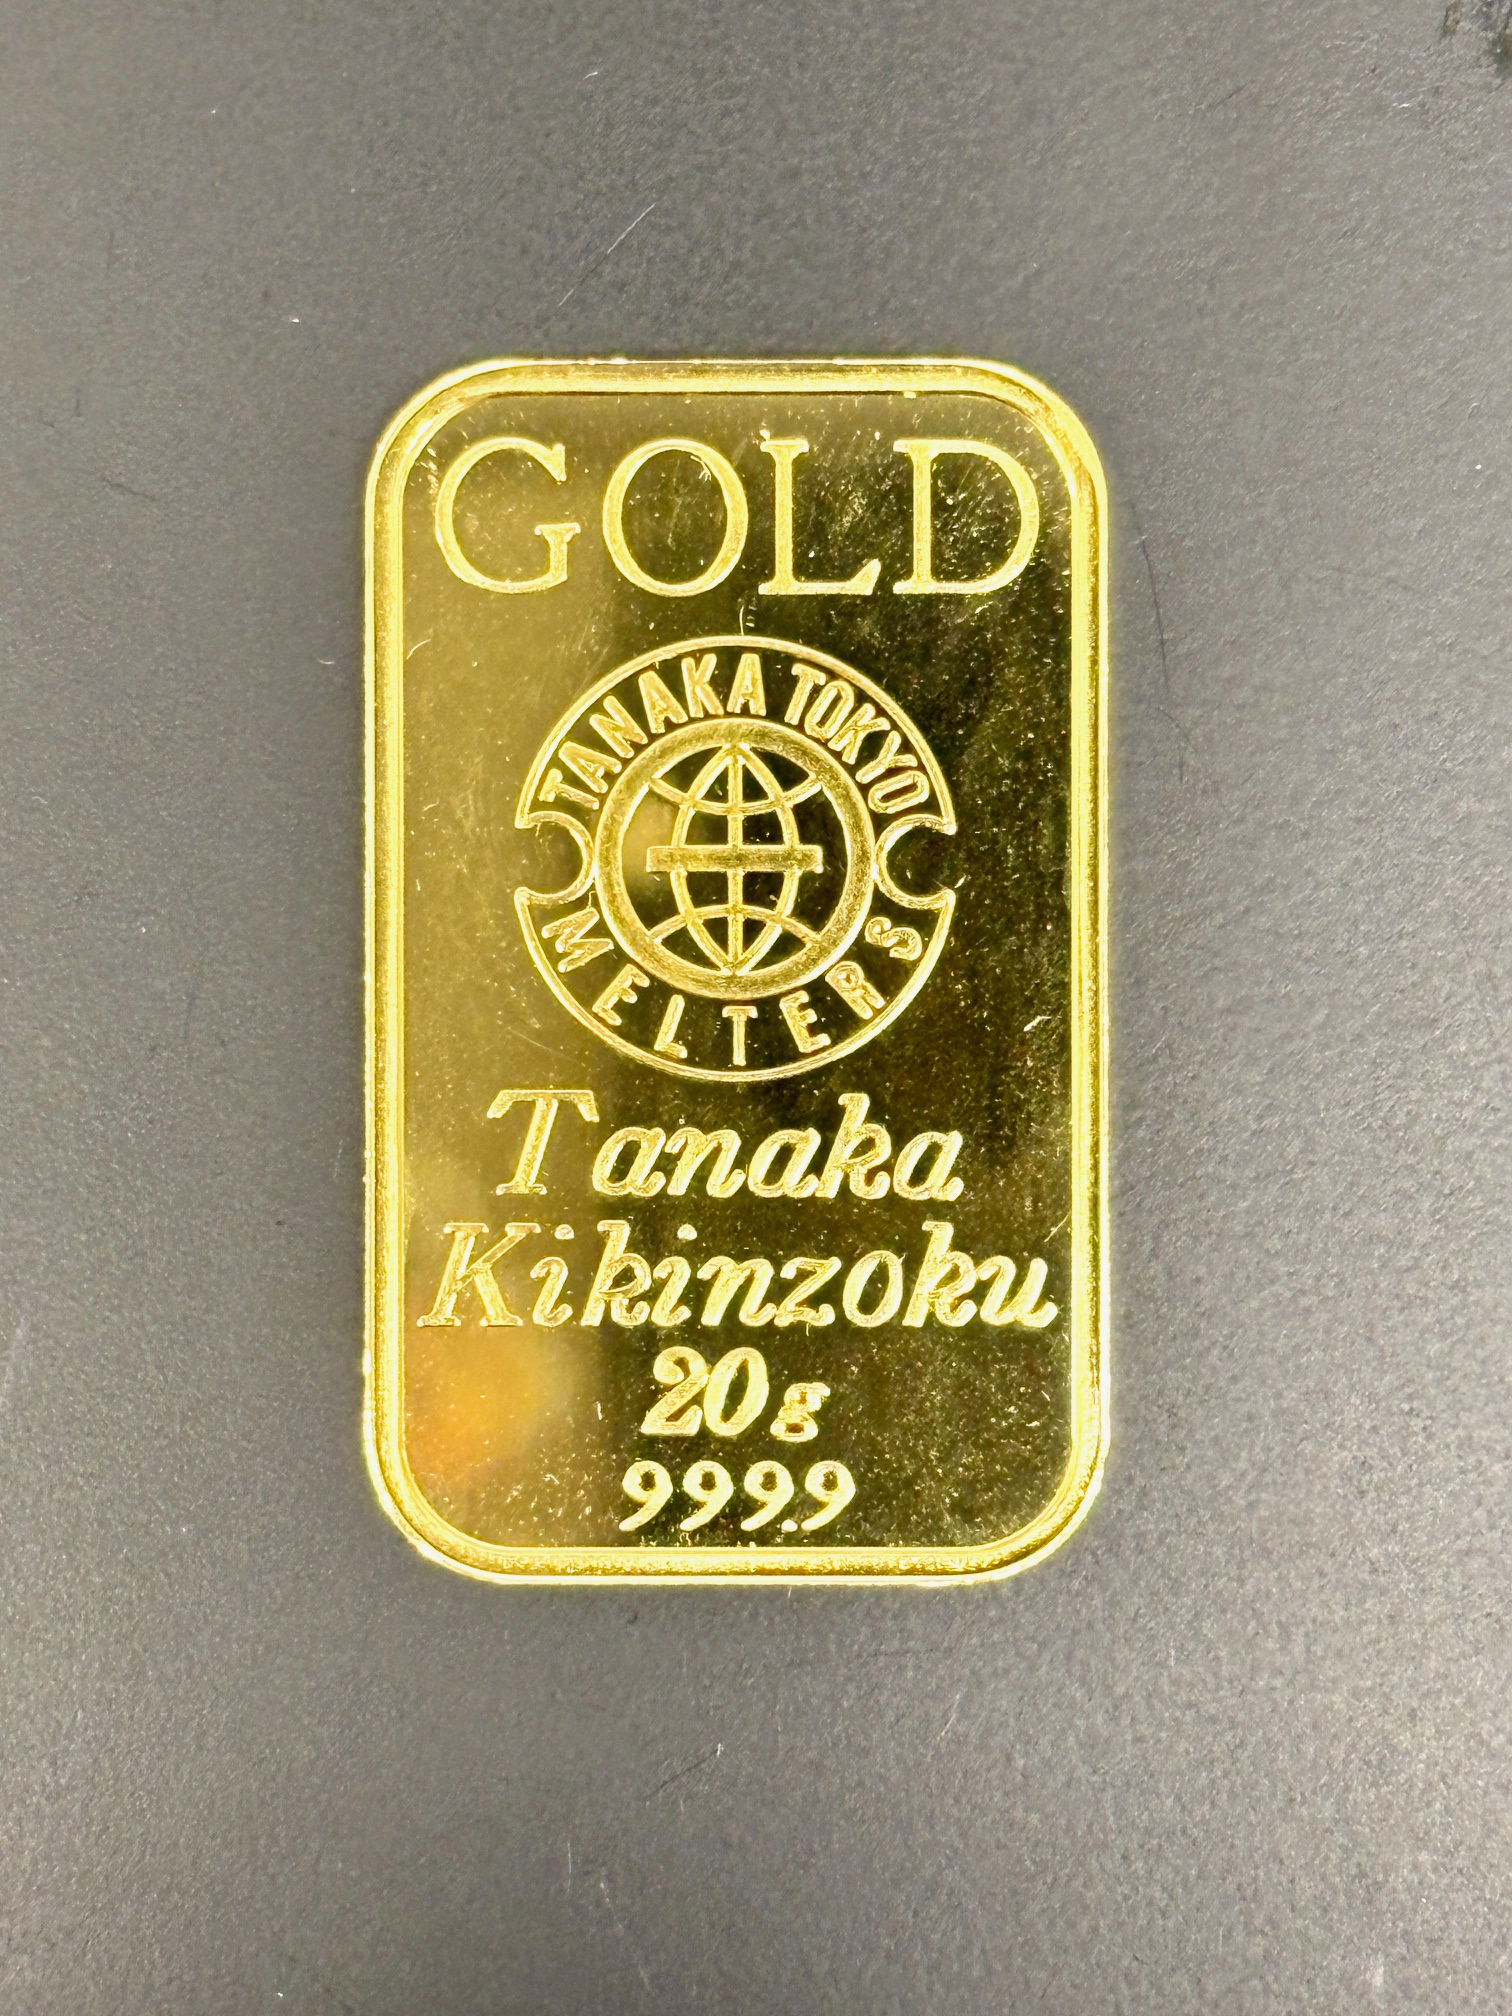 GOLD
TANAKA TOKYO
MELTERS
Tanaka
Kikinzoku
20g
999.9